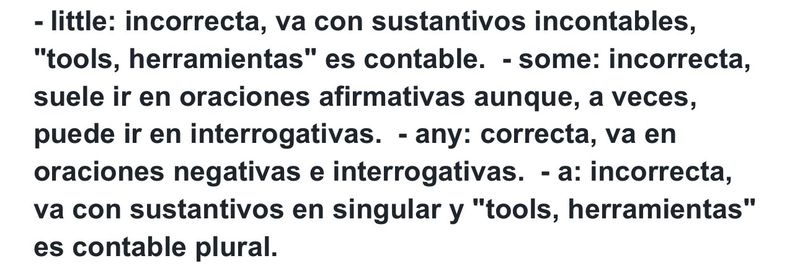 - little: incorrecta, va con sustantivos incontables,
"tools, herramientas" es contable.  - some: incorrecta,
suele ir en oraciones afirmativas aunque, a veces,
puede ir en interrogativas.  - any: correcta, va en
oraciones negativas e interrogativas.  - a: incorrecta,
va con sustantivos en singular y "tools, herramientas"
es contable plural.